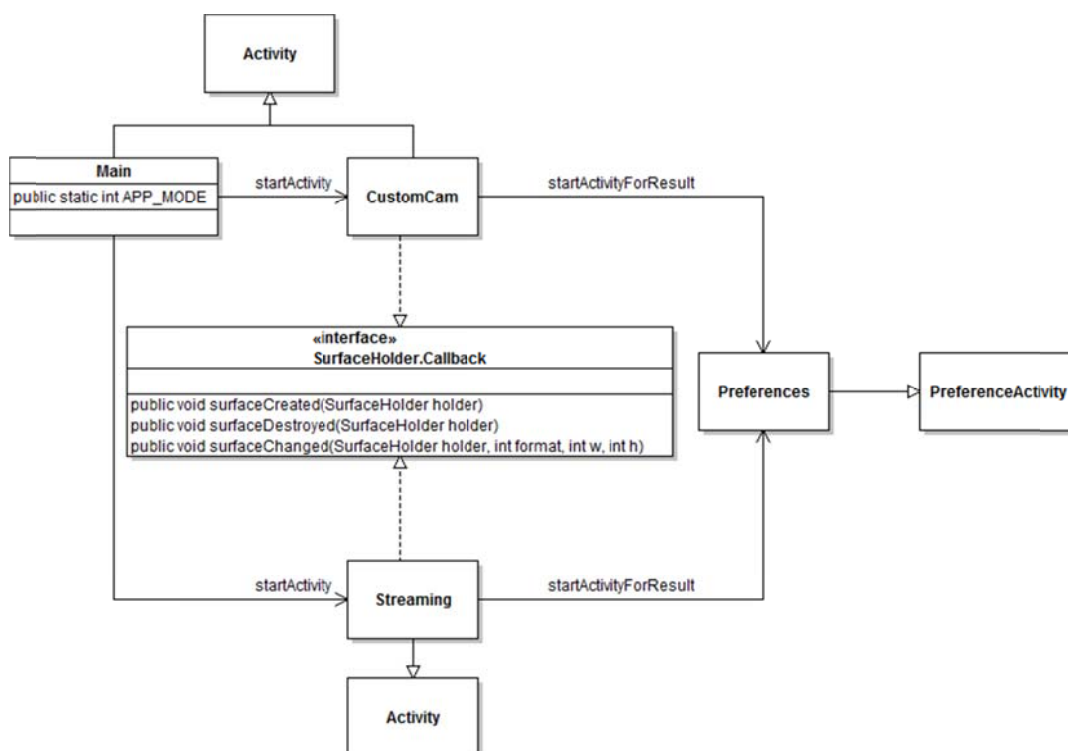 Activity
Main
public static int APP_MODE
startActivity
CustomCam
startActivityForResult
«interface»
SurfaceHolder.Callback
public void surfaceCreated(SurfaceHolder holder)
public void surfaceDestroyed(SurfaceHolder holder)
public void surfaceChanged(SurfaceHolder holder, int format, int w, int h)
Preferences
PreferenceActivity
startActivity
Streaming
startActivityForResult
Activity